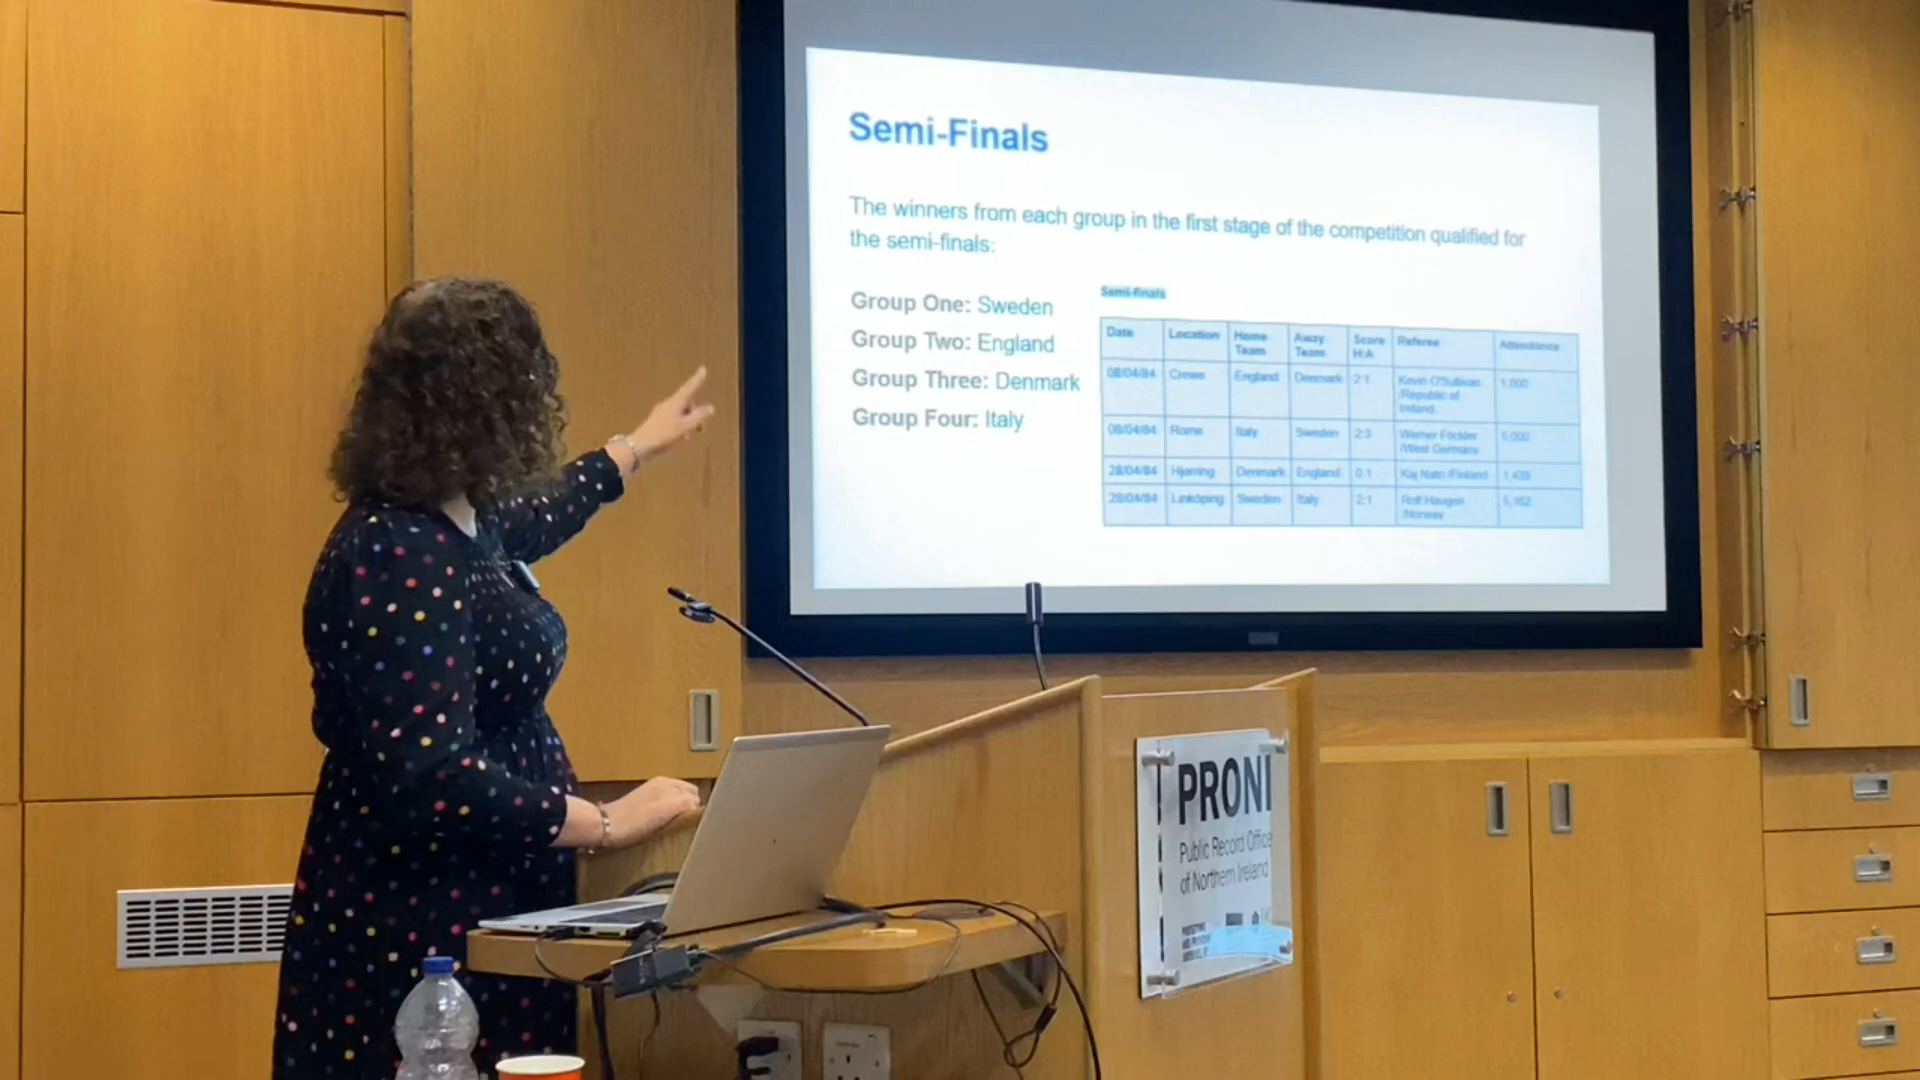 Semi-Finals
The winners from each group in the first stage of the competition qualified for
the semi-finals:
Group One: Sweden
Group Two: England
Group Three: Denmark
Group Four: Italy
Semi-finals
Date Location Home Team Away Team Score H:A Referee Attendance
08/04/84 Crewe England Denmark 2:1 Kevin O'Sullivan /Republic of Ireland 1,000
08/04/84 Rome Italy Sweden 2:3 Werner Föckler /West Germany 5,000
28/04/84 Hjørring Denmark England 0:1 Kaj Natri /Finland 1,439
28/04/84 Linköping Sweden Italy 2:1 Rolf Haugen /Norway 5,162
PRONI
Public Record Office
of Northern Ireland